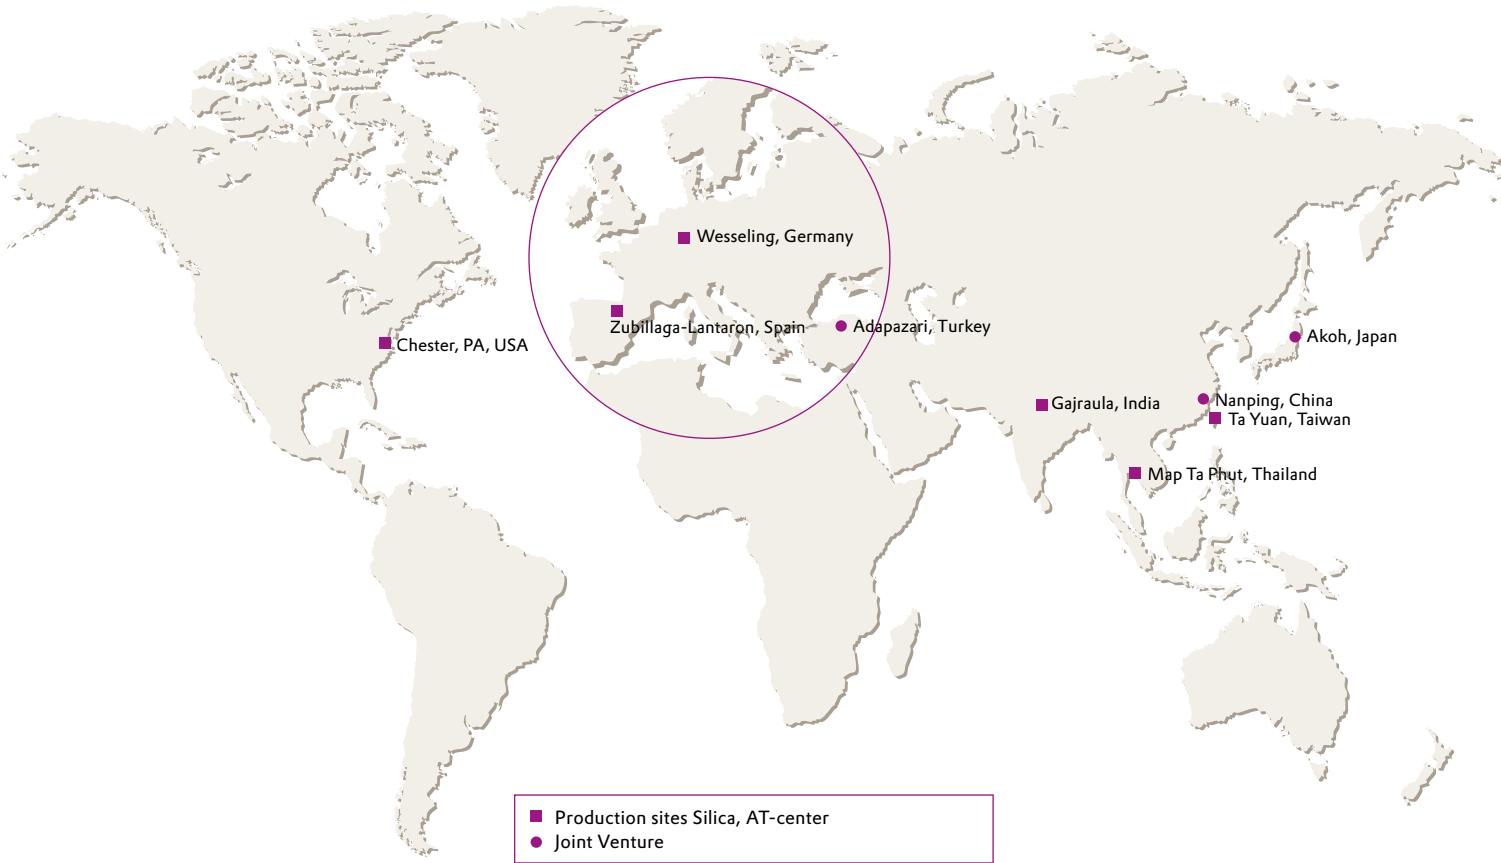 Wesseling, Germany
Zubillaga-Lantaron, Spain
Adapazari, Turkey
Chester, PA, USA
Akoh, Japan
Gajraula, India
Nanping, China
Ta Yuan, Taiwan
Map Ta Phut, Thailand
Production sites Silica, AT-center
Joint Venture